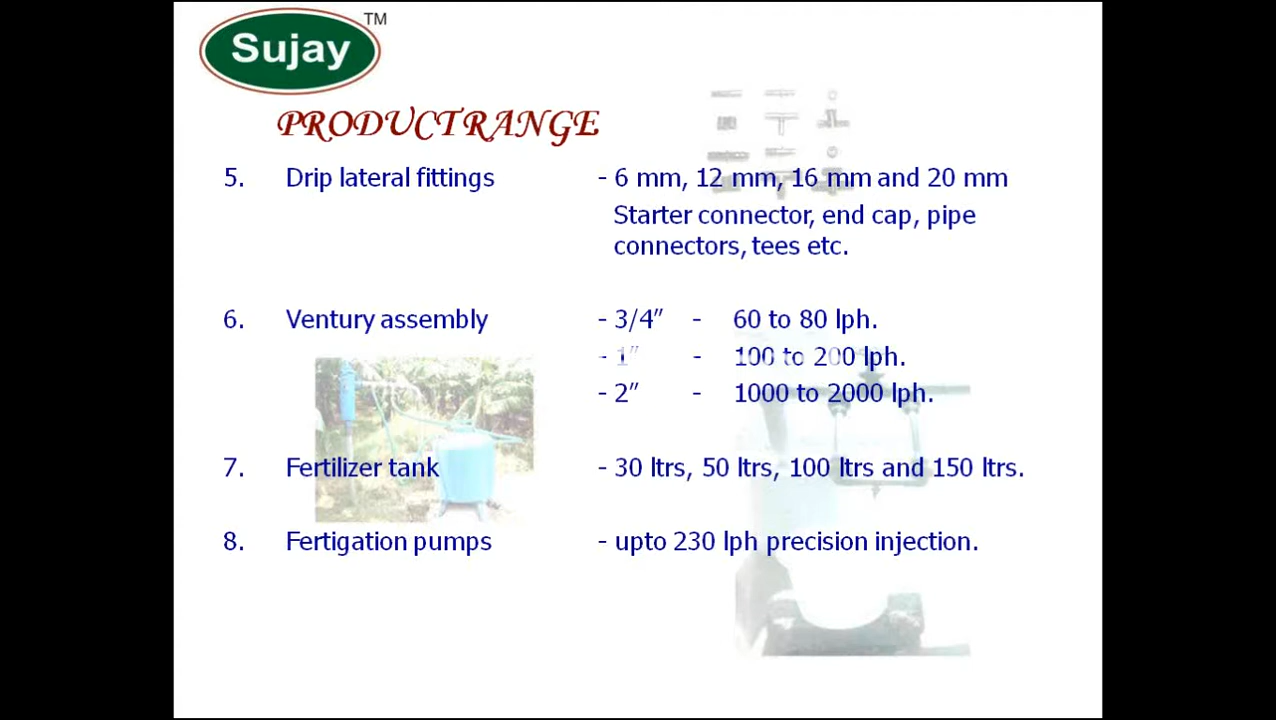 Sujay TM
PRODUCT RANGE
5. Drip lateral fittings - 6 mm, 12 mm, 16 mm and 20 mm
Starter connector, end cap, pipe
connectors, tees etc.
6. Ventury assembly - 3/4" - 60 to 80 lph.
- 1" - 100 to 200 lph.
- 2" - 1000 to 2000 lph.
7. Fertilizer tank - 30 ltrs, 50 ltrs, 100 ltrs and 150 ltrs.
8. Fertigation pumps - upto 230 lph precision injection.